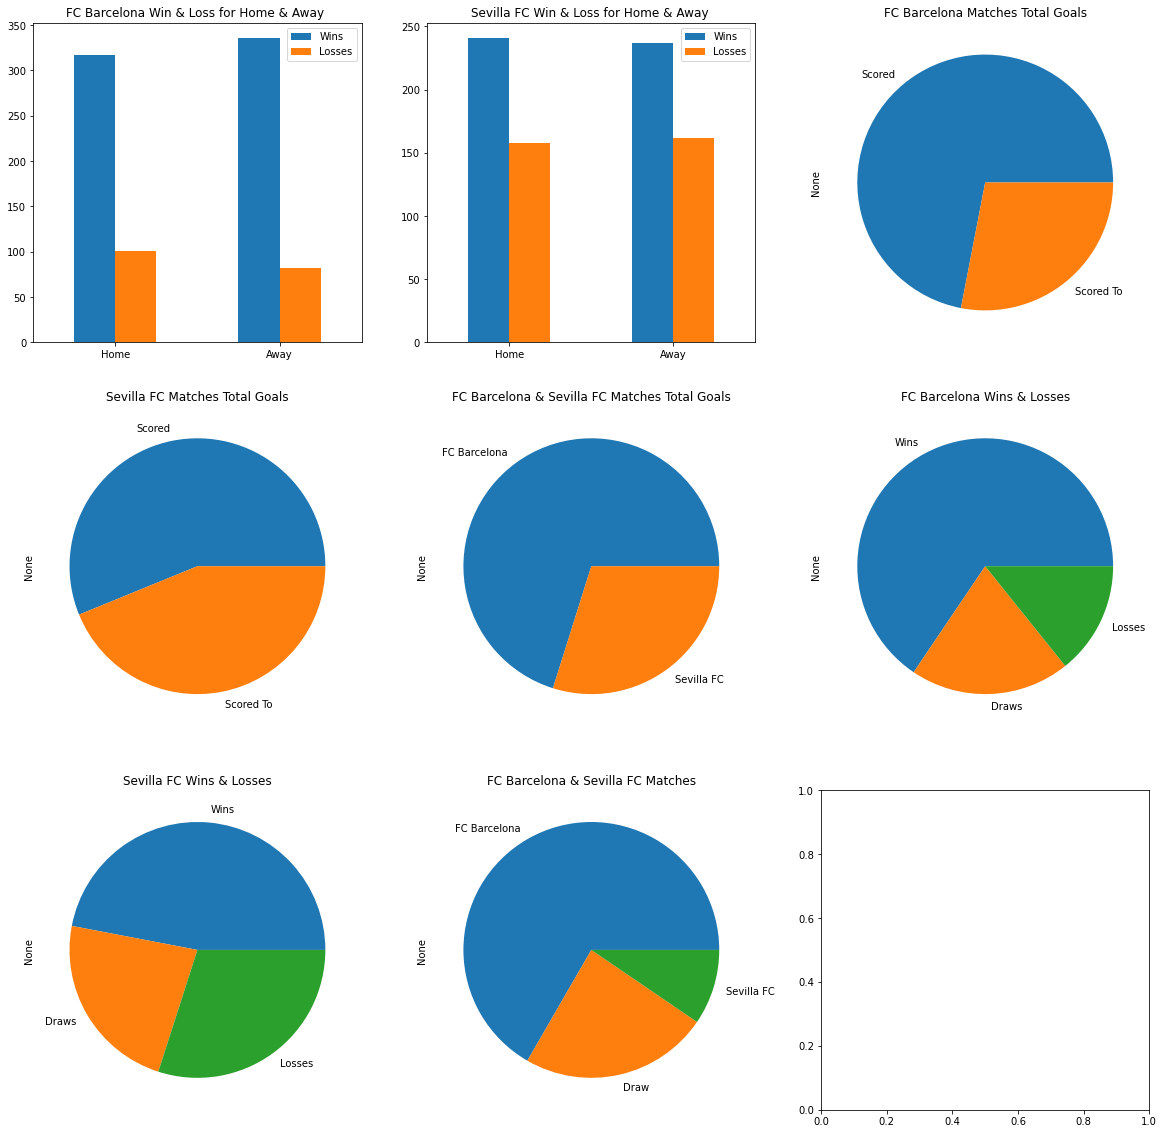 FC Barcelona Win & Loss for Home & Away
350
300
250
200
150
100
50
0
Home
Away
Wins
Losses
Sevilla FC Win & Loss for Home & Away
250
200
150
100
50
0
Home
Away
Wins
Losses
FC Barcelona Matches Total Goals
Scored
None
Scored To
Sevilla FC Matches Total Goals
Scored
None
Scored To
FC Barcelona & Sevilla FC Matches Total Goals
FC Barcelona
None
Sevilla FC
FC Barcelona Wins & Losses
Wins
None
Losses
Draws
Sevilla FC Wins & Losses
Wins
None
Draws
Losses
FC Barcelona & Sevilla FC Matches
FC Barcelona
None
Sevilla FC
Draw
1.0
0.8
0.6
0.4
0.2
0.0
0.0 0.2 0.4 0.6 0.8 1.0